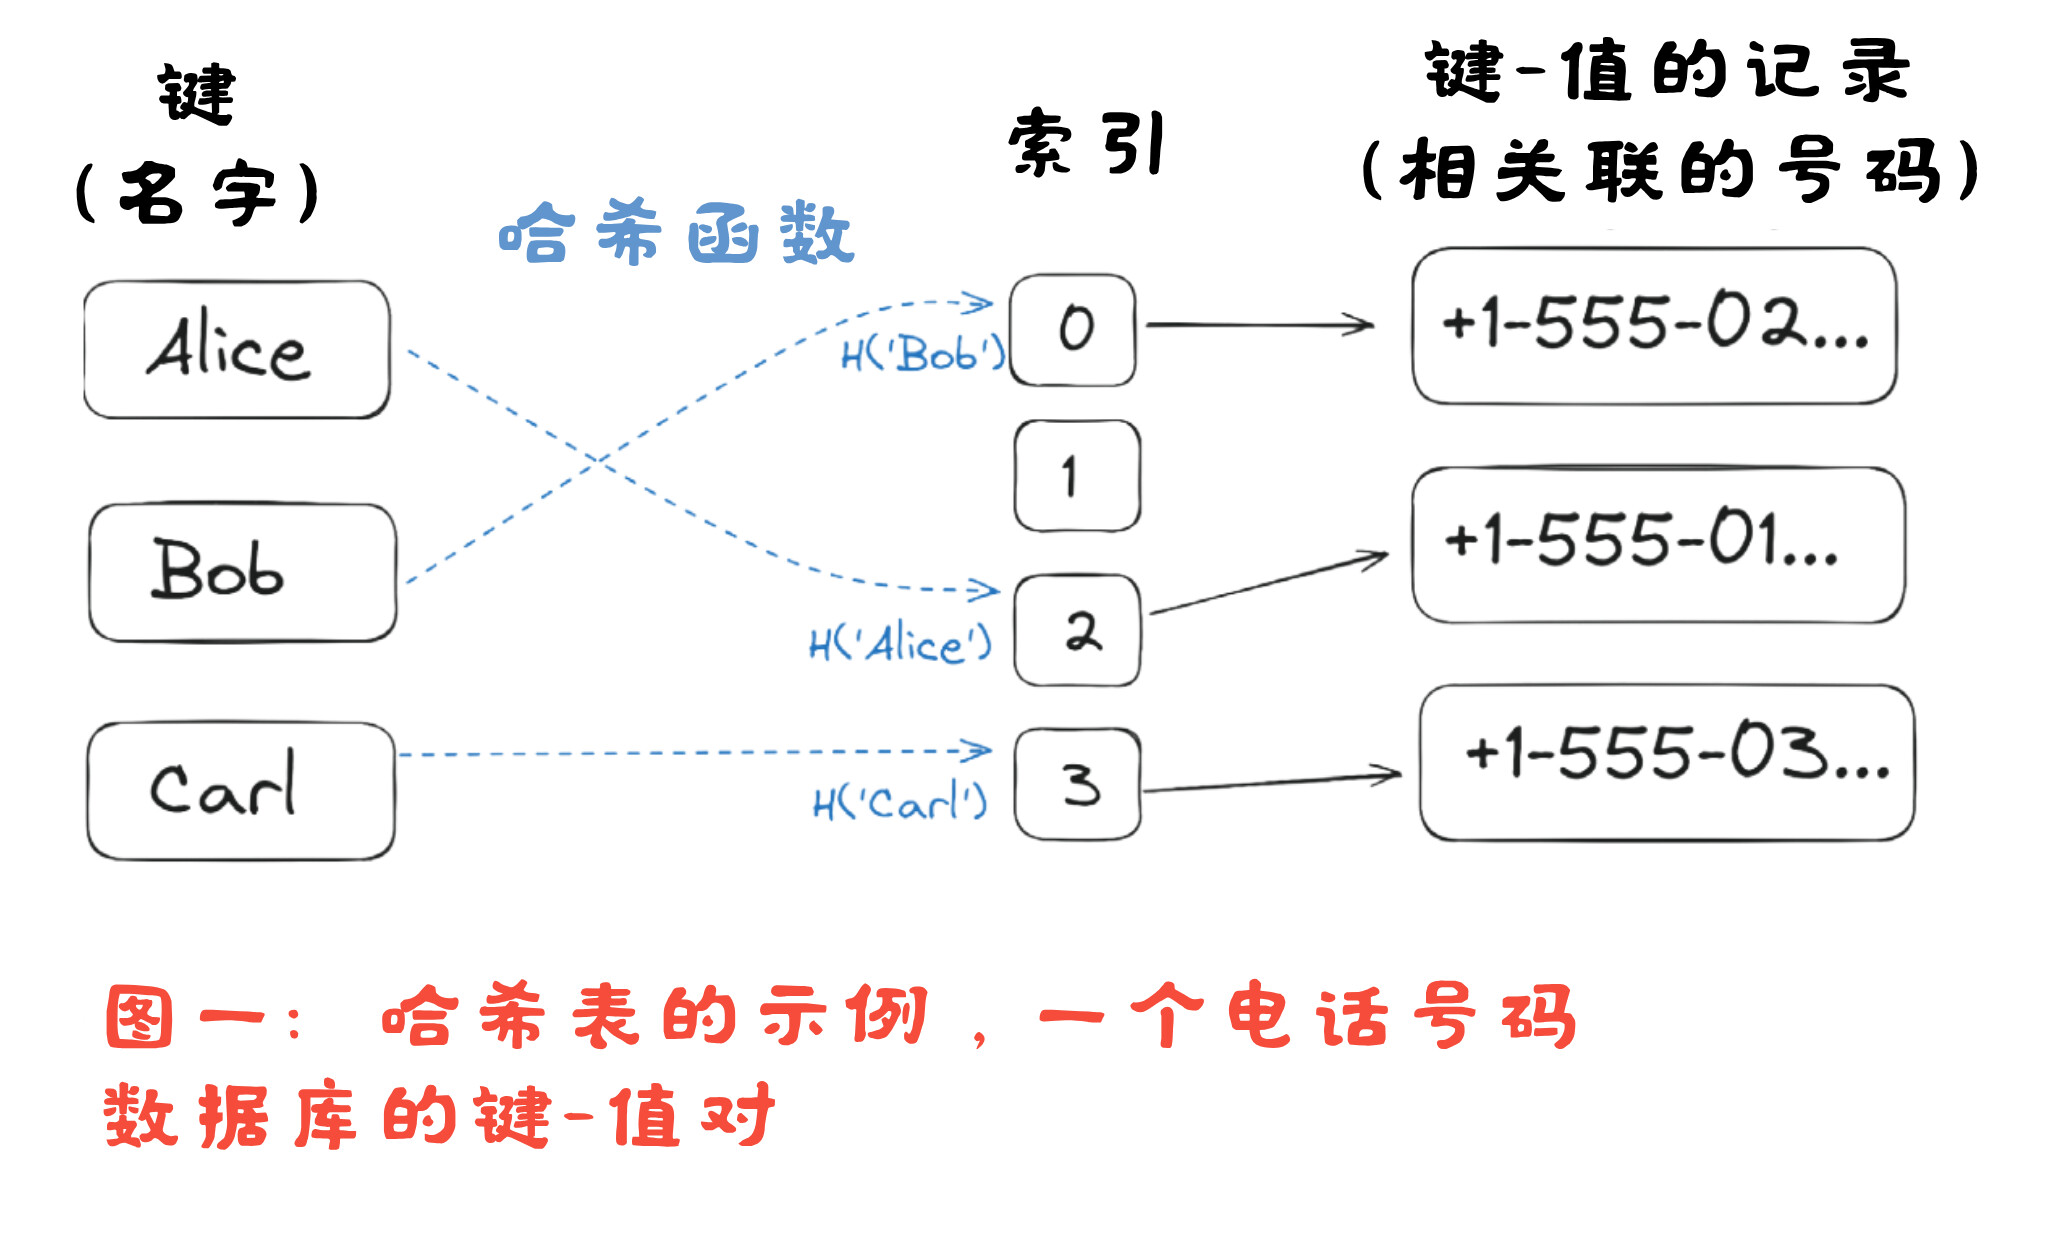 键
(名字)
哈希函数
索引
键-值的记录
(相关联的号码)
Alice
Bob
Carl
H('Bob')
H('Alice')
H('Carl')
0
1
2
3
+1-555-02...
+1-555-01...
+1-555-03...
图一: 哈希表的示例，一个电话号码
数据库的键-值对